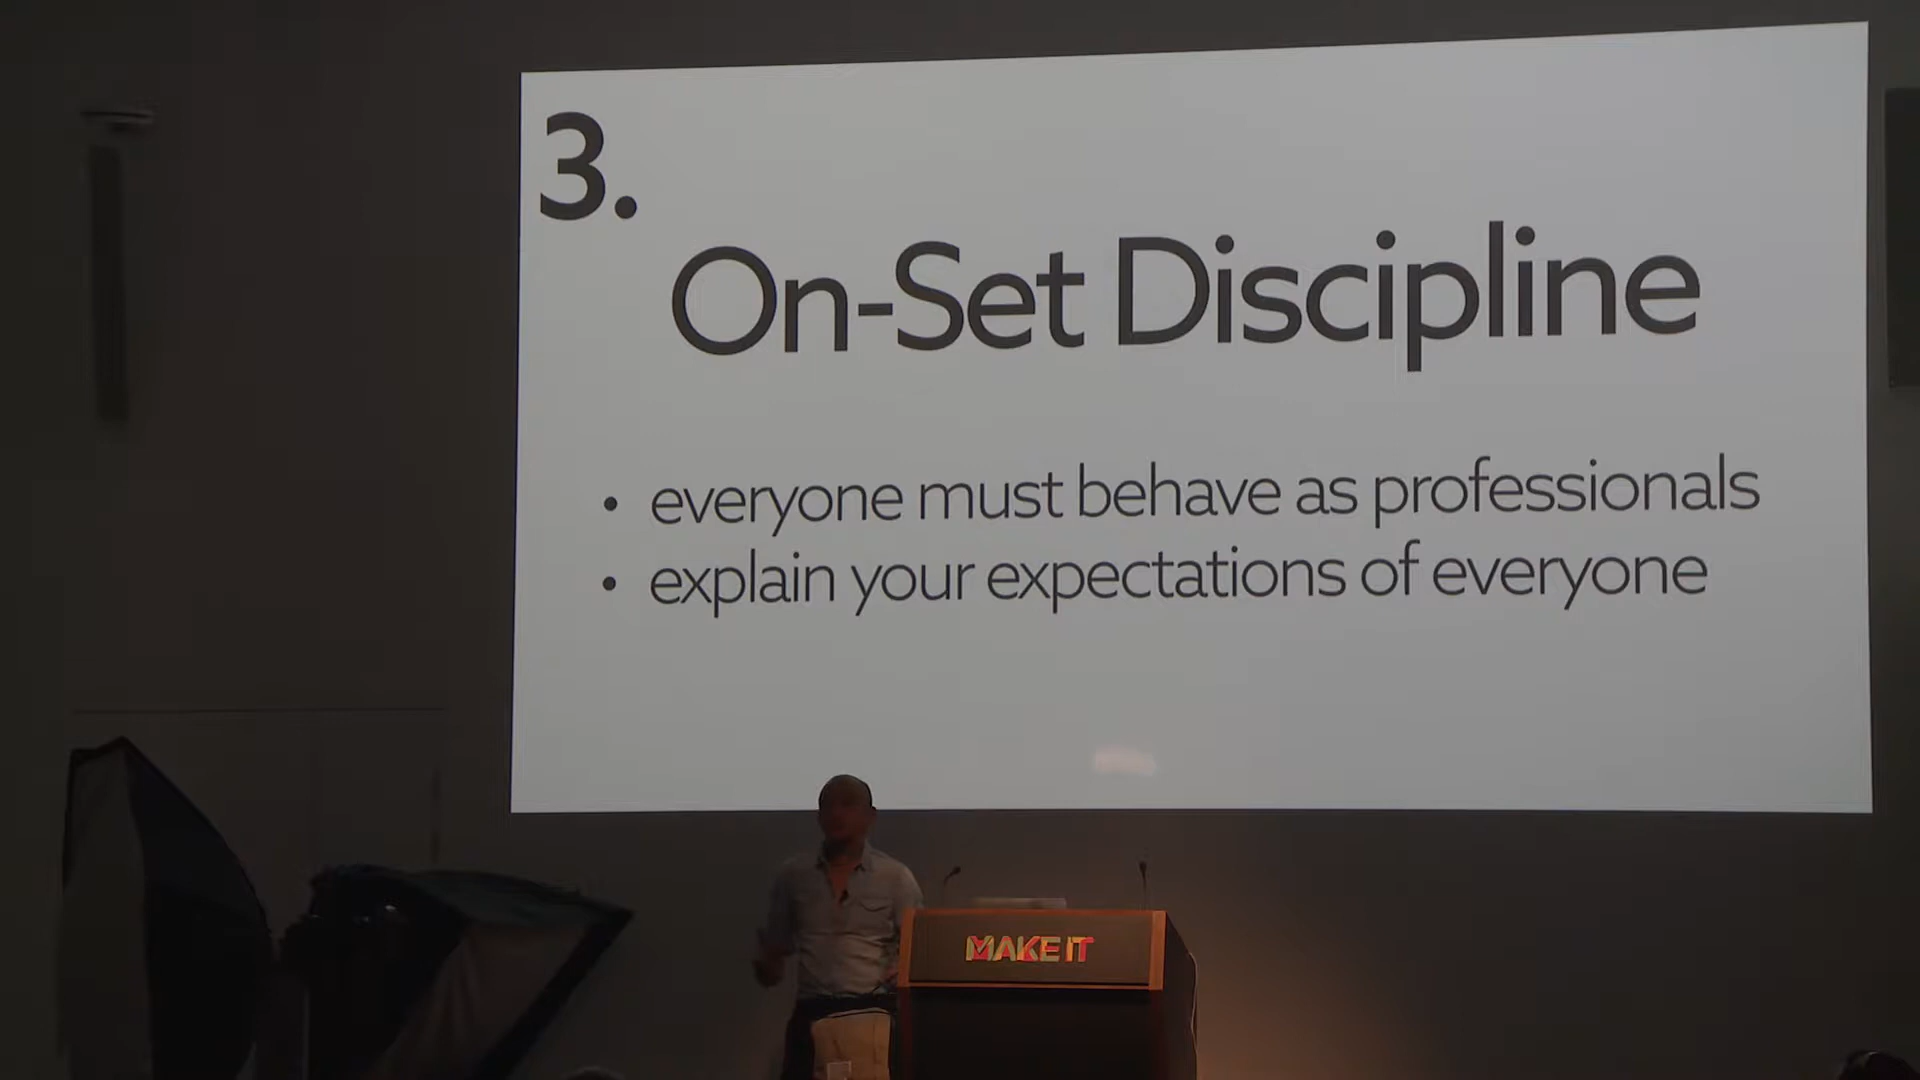 3.
On-Set Discipline
• everyone must behave as professionals
• explain your expectations of everyone
MAKE IT